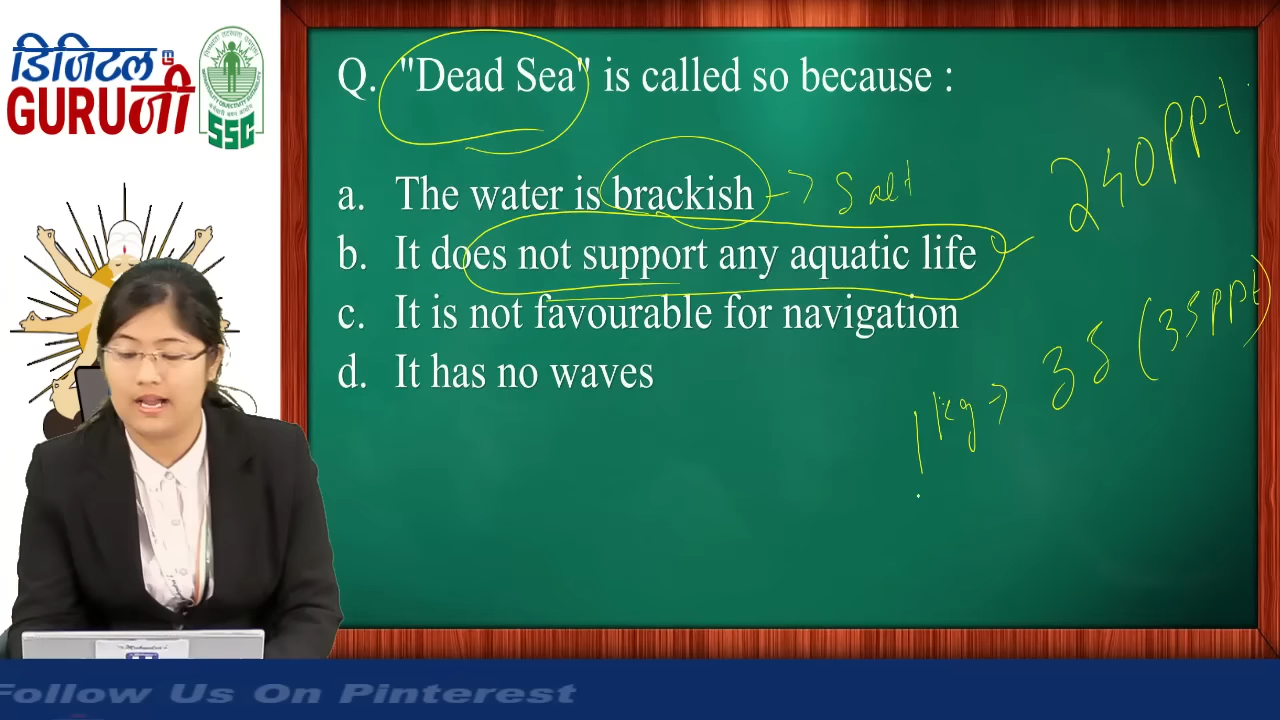 डिजिटल
GURUजी
SSC
Q. "Dead Sea" is called so because :
a. The water is brackish -> Salt
b. It does not support any aquatic life
240PPt
c. It is not favourable for navigation
d. It has no waves
1kg -> 35 (35PPt)
Follow Us On Pinterest